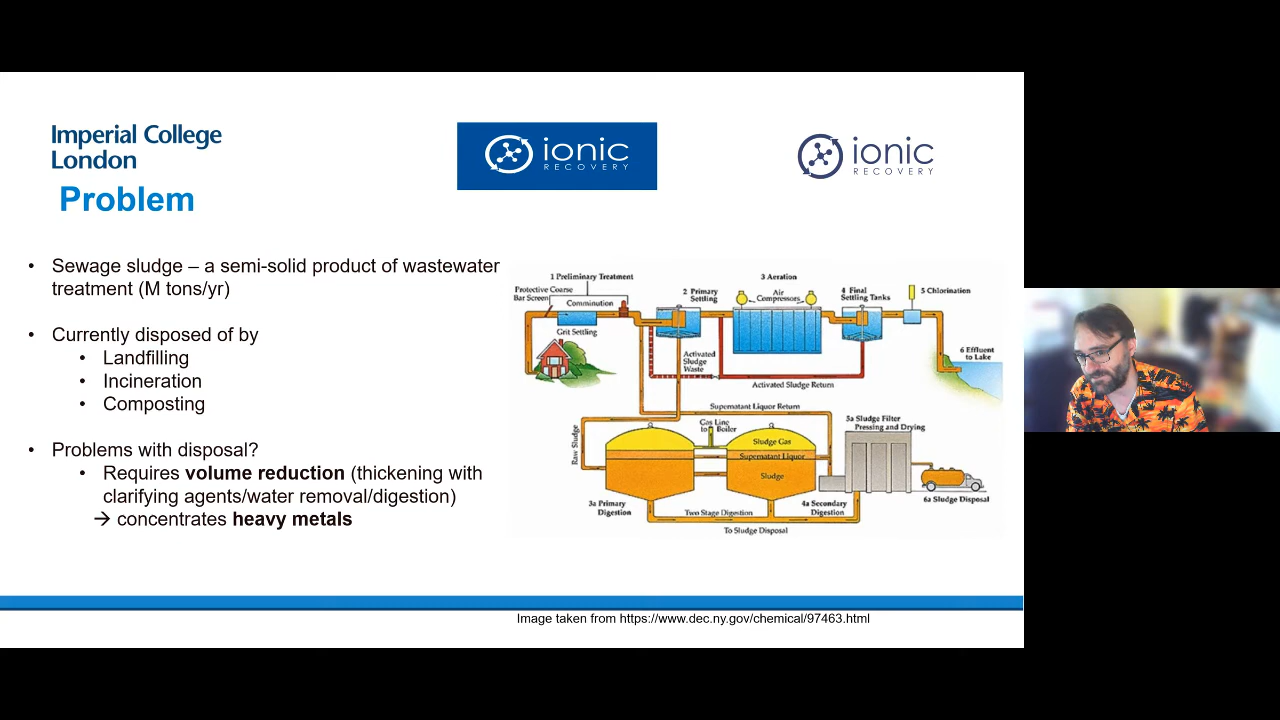 Imperial College
London
ionic
RECOVERY
ionic
RECOVERY
Problem
• Sewage sludge – a semi-solid product of wastewater
treatment (M tons/yr)
• Currently disposed of by
• Landfilling
• Incineration
• Composting
• Problems with disposal?
• Requires volume reduction (thickening with
clarifying agents/water removal/digestion)
→ concentrates heavy metals
1 Preliminary Treatment
Protective Coarse
Bar Screen
Comminution
Grit Settling
2 Primary
Settling
3 Aeration
Air
Compressors
4 Final
Settling Tanks
5 Chlorination
6 Effluent
to Lake
Activated
Sludge
Waste
Activated Sludge Return
Supernatant Liquor Return
Raw Sludge
Gas Line
to Boiler
Sludge Gas
Supernatant Liquor
Sludge
5a Sludge Filter
Pressing and Drying
3a Primary
Digestion
Two Stage Digestion
4a Secondary
Digestion
6a Sludge Disposal
To Sludge Disposal
Image taken from https://www.dec.ny.gov/chemical/97463.html